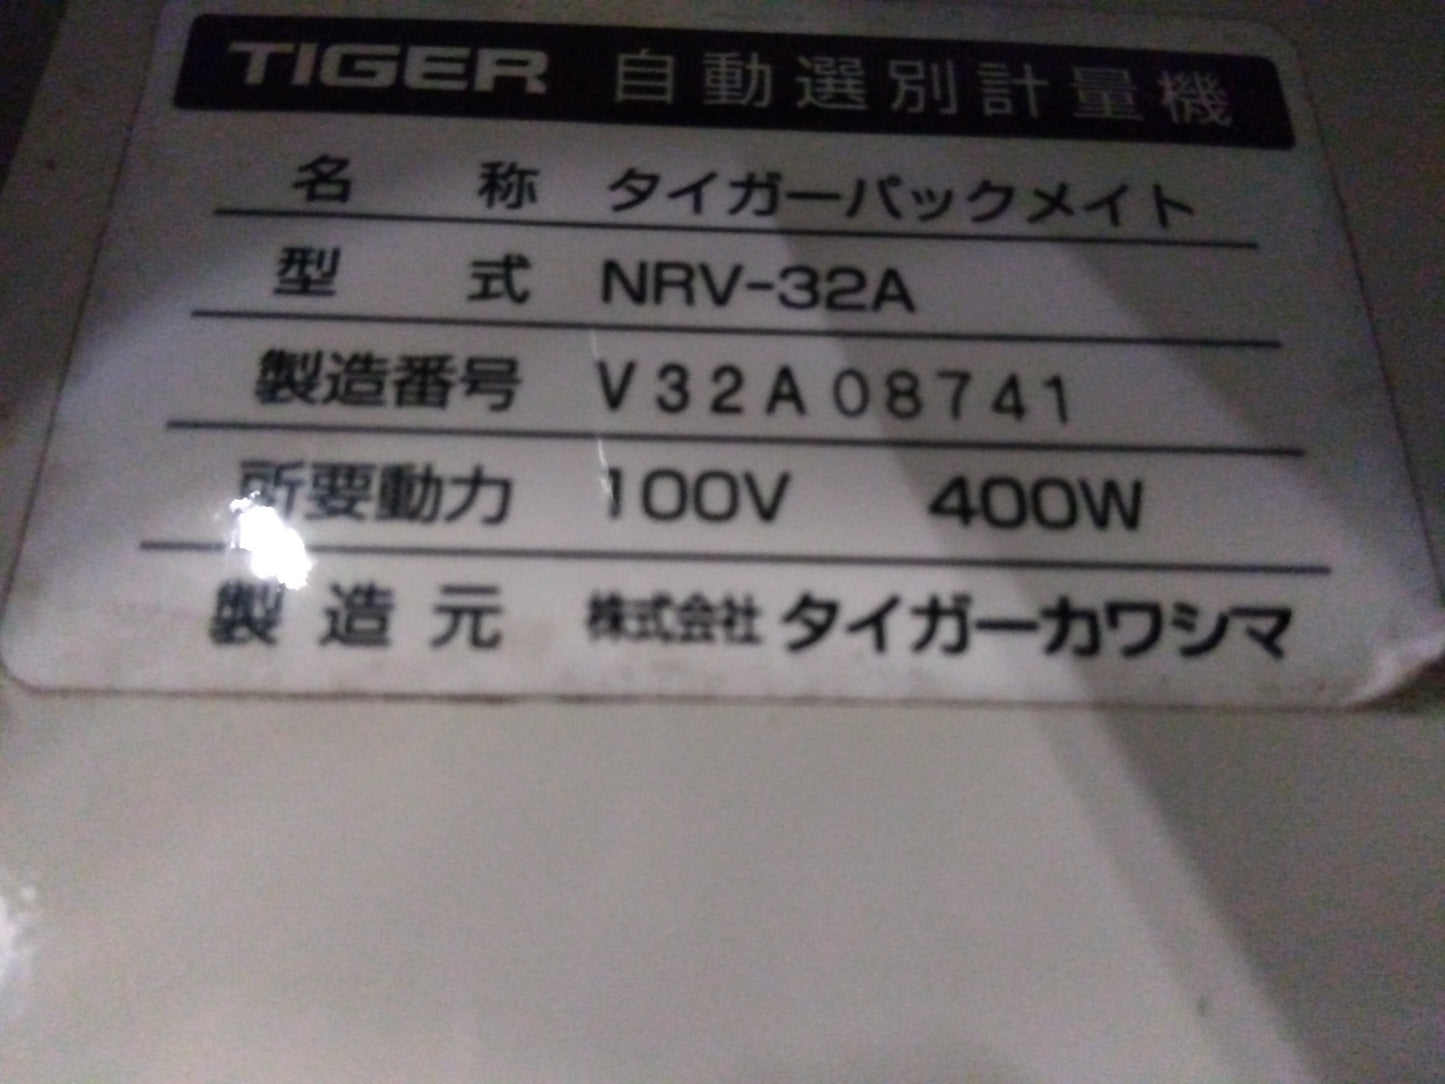 TIGER 自動選別計量機
名称 タイガーパックメイト
型式 NRV-32A
製造番号 V32A08741
所要動力 100V 400W
製造元 株式会社タイガーカワシマ